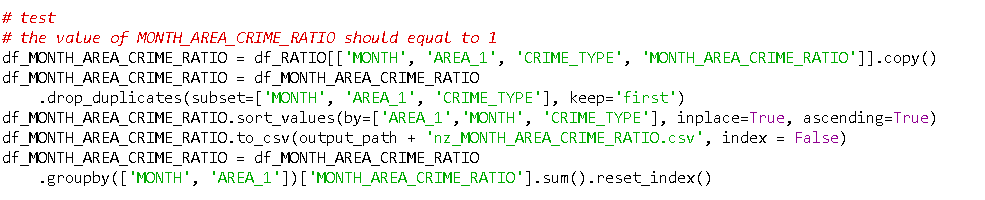 # test
# the value of MONTH_AREA_CRIME_RATIO should equal to 1
df_MONTH_AREA_CRIME_RATIO = df_RATIO[['MONTH', 'AREA_1', 'CRIME_TYPE', 'MONTH_AREA_CRIME_RATIO']].copy()
df_MONTH_AREA_CRIME_RATIO = df_MONTH_AREA_CRIME_RATIO
    .drop_duplicates(subset=['MONTH', 'AREA_1', 'CRIME_TYPE'], keep='first')
df_MONTH_AREA_CRIME_RATIO.sort_values(by=['AREA_1','MONTH', 'CRIME_TYPE'], inplace=True, ascending=True)
df_MONTH_AREA_CRIME_RATIO.to_csv(output_path + 'nz_MONTH_AREA_CRIME_RATIO.csv', index = False)
df_MONTH_AREA_CRIME_RATIO = df_MONTH_AREA_CRIME_RATIO
    .groupby(['MONTH', 'AREA_1'])['MONTH_AREA_CRIME_RATIO'].sum().reset_index()